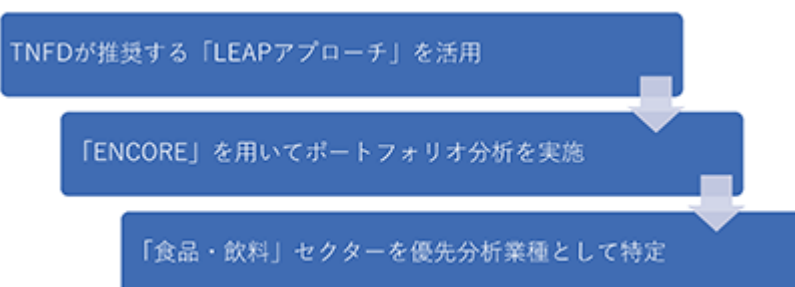 TNFDが推奨する「LEAPアプローチ」を活用
「ENCORE」を用いてポートフォリオ分析を実施
「食品・飲料」セクターを優先分析業種として特定